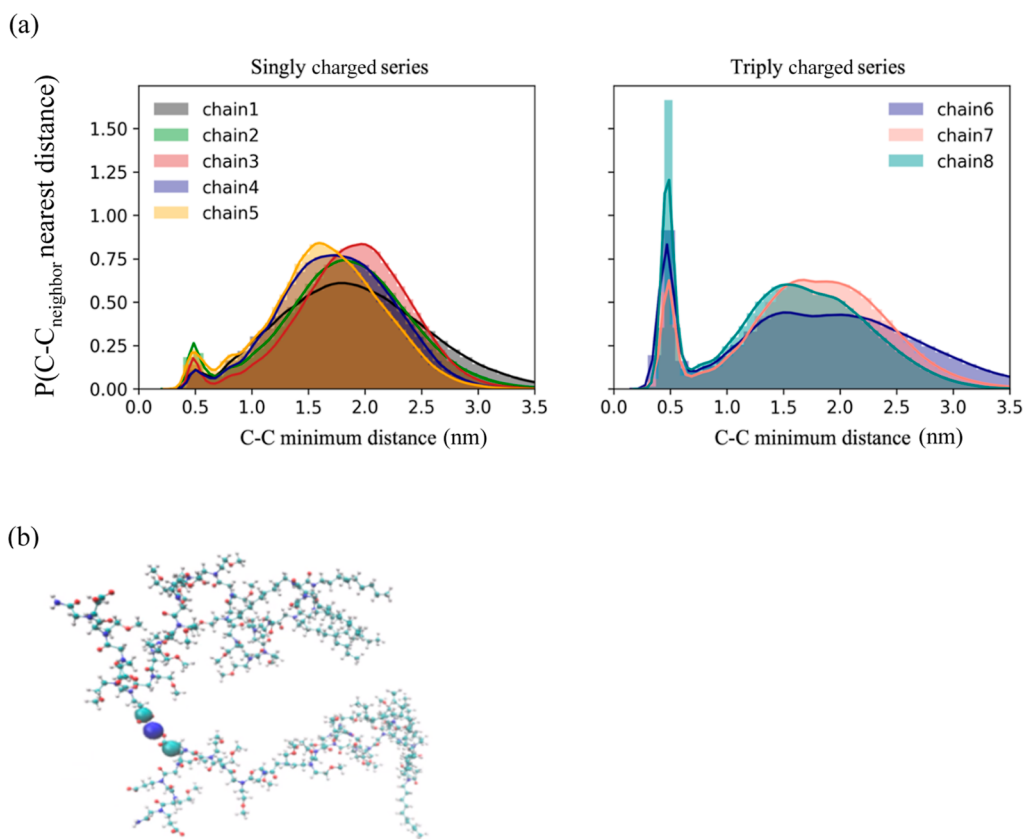 (a)
Singly charged series
Triply charged series
P(C-Cneighbor nearest distance)
1.50
1.25
1.00
0.75
0.50
0.25
0.00
chain1
chain2
chain3
chain4
chain5
chain6
chain7
chain8
0.0 0.5 1.0 1.5 2.0 2.5 3.0 3.5
0.0 0.5 1.0 1.5 2.0 2.5 3.0 3.5
C-C minimum distance (nm)
C-C minimum distance (nm)
(b)